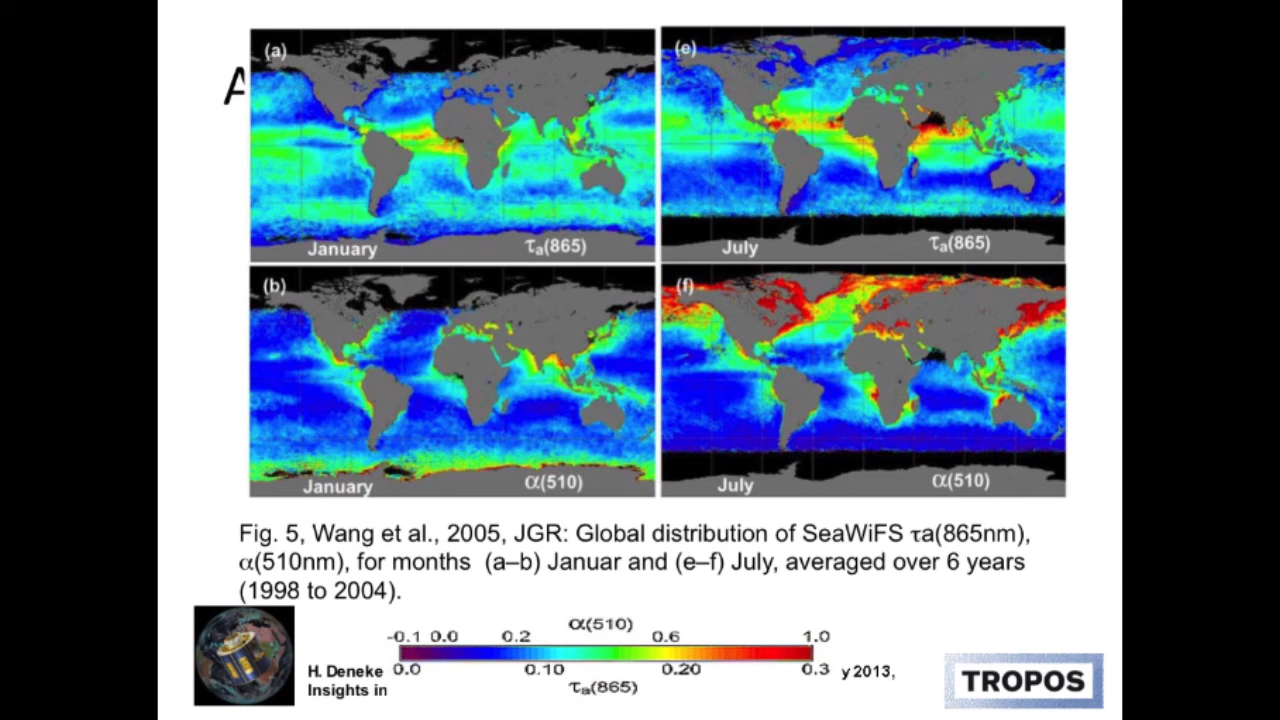 A
(a)
January
τa(865)
(e)
July
τa(865)
(b)
January
α(510)
(f)
July
α(510)
Fig. 5, Wang et al., 2005, JGR: Global distribution of SeaWiFS τa(865nm),
α(510nm), for months (a–b) Januar and (e–f) July, averaged over 6 years
(1998 to 2004).
α(510)
-0.1 0.0 0.2 0.6 1.0
0.0 0.10 0.20 0.3
τa(865)
H. Deneke
Insights in
y 2013,
TROPOS